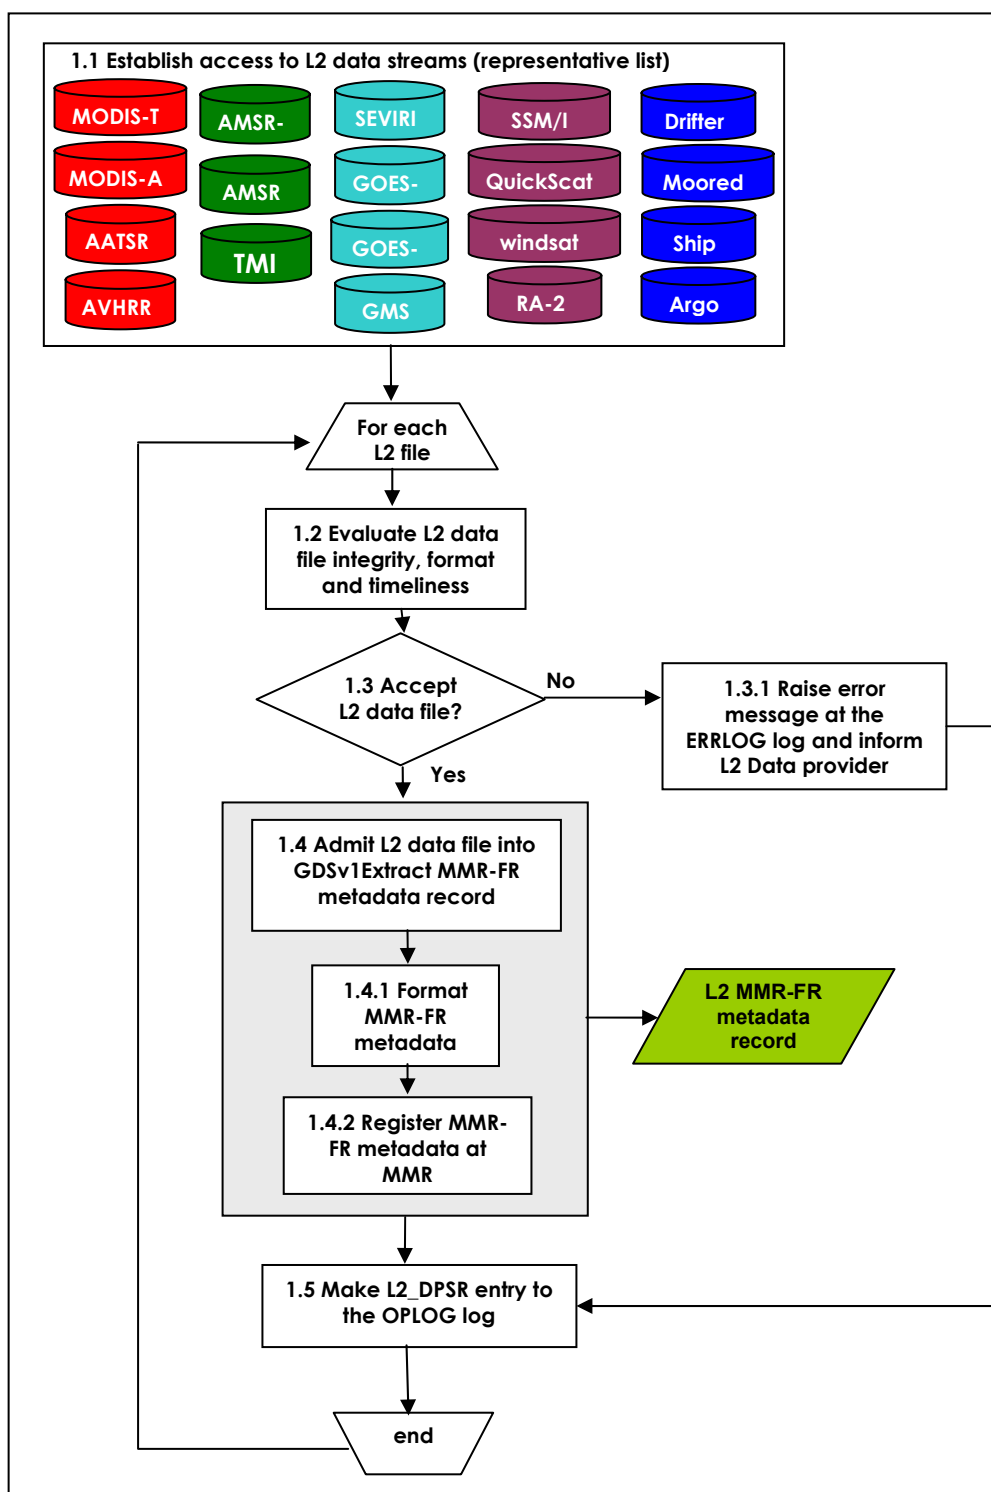 1.1 Establish access to L2 data streams (representative list)
MODIS-T
AMSR-
SEVIRI
SSM/I
Drifter
MODIS-A
AMSR
GOES-
QuickScat
Moored
AATSR
TMI
GOES-
windsat
Ship
AVHRR
GMS
RA-2
Argo
For each
L2 file
1.2 Evaluate L2 data
file integrity, format
and timeliness
1.3 Accept
L2 data file?
No
1.3.1 Raise error
message at the
ERRLOG log and inform
L2 Data provider
Yes
1.4 Admit L2 data file into
GDSv1Extract MMR-FR
metadata record
1.4.1 Format
MMR-FR
metadata
L2 MMR-FR
metadata
record
1.4.2 Register MMR-
FR metadata at
MMR
1.5 Make L2_DPSR entry to
the OPLOG log
end